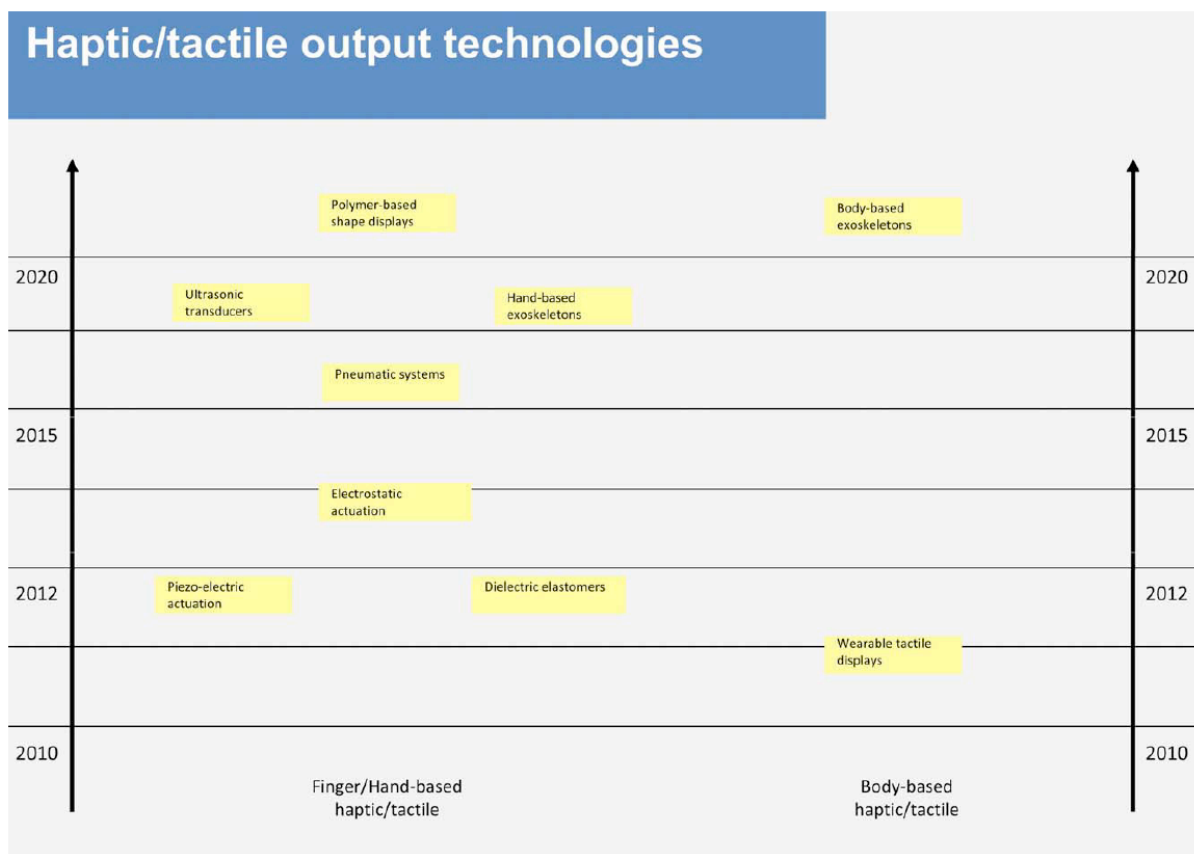 Haptic/tactile output technologies
Polymer-based
shape displays
Body-based
exoskeletons
2020
2020
Ultrasonic
transducers
Hand-based
exoskeletons
Pneumatic systems
2015
2015
Electrostatic
actuation
2012
Piezo-electric
actuation
Dielectric elastomers
2012
Wearable tactile
displays
2010
2010
Finger/Hand-based
haptic/tactile
Body-based
haptic/tactile